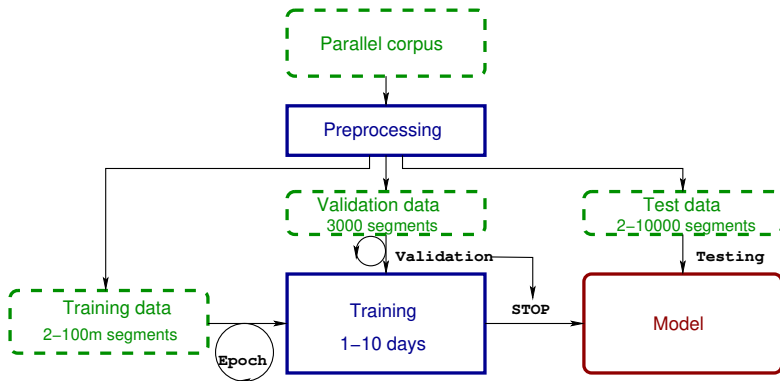 Parallel corpus
Preprocessing
Validation data
3000 segments
Test data
2−10000 segments
Validation
Testing
Training data
2−100m segments
Epoch
Training
1−10 days
STOP
Model